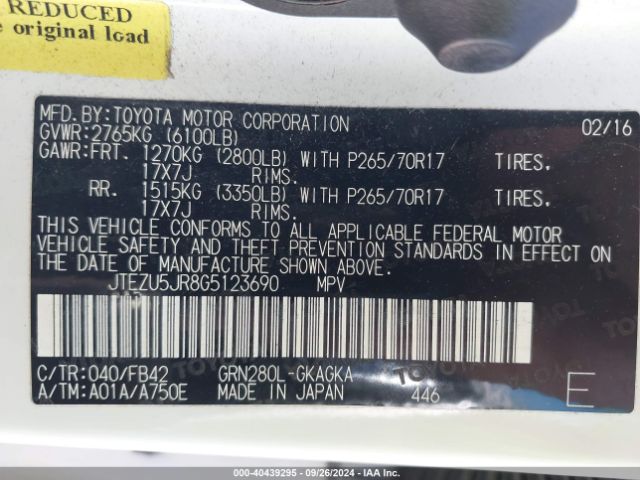 REDUCED
e original load
MFD.BY:TOYOTA MOTOR CORPORATION 02/16
GVWR:2765KG (6100LB)
GAWR:FRT. 1270KG (2800LB) WITH P265/70R17 TIRES,
17X7J RIMS.
RR. 1515KG (3350LB) WITH P265/70R17 TIRES,
17X7J RIMS.
THIS VEHICLE CONFORMS TO ALL APPLICABLE FEDERAL MOTOR
VEHICLE SAFETY AND THEFT PREVENTION STANDARDS IN EFFECT ON
THE DATE OF MANUFACTURE SHOWN ABOVE.
JTEZU5JR8G5123690 MPV
C/TR:040/FB42 GRN280L-GKAGKA
A/TM:A01A/A750E MADE IN JAPAN 446 E
000-40439295 - 09/26/2024 - IAA Inc.